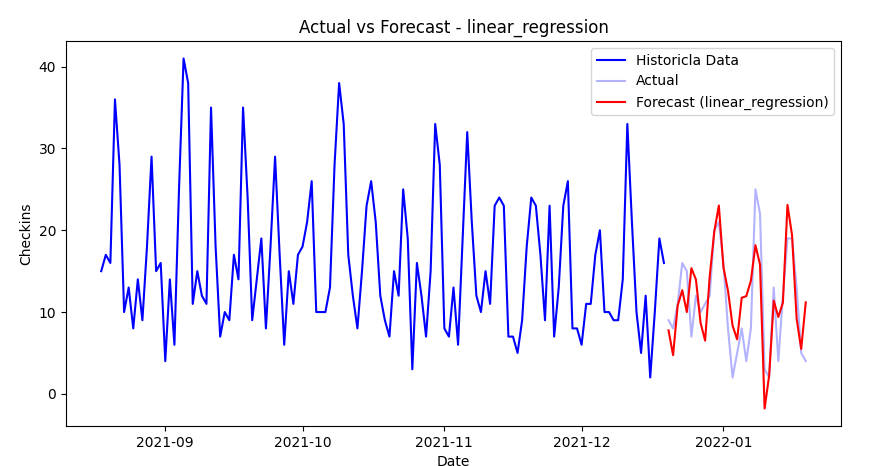 Actual vs Forecast - linear_regression
Historicla Data
Actual
Forecast (linear_regression)
Checkins
40
30
20
10
0
2021-09
2021-10
2021-11
2021-12
2022-01
Date